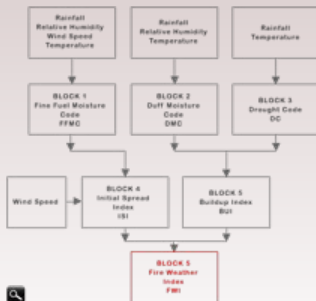 Rainfall
Relative Humidity
Wind Speed
Temperature
Rainfall
Relative Humidity
Temperature
Rainfall
Temperature
BLOCK 1
Fine Fuel Moisture
Code
FFMC
BLOCK 2
Duff Moisture
Code
DMC
BLOCK 3
Drought Code
DC
Wind Speed
BLOCK 4
Initial Spread
Index
ISI
BLOCK 5
Buildup Index
BUI
BLOCK 5
Fire Weather
Index
FWI